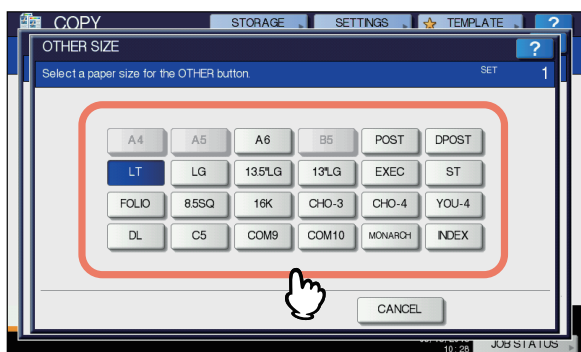 COPY STORAGE SETTINGS TEMPLATE ?
OTHER SIZE ?
Select a paper size for the OTHER button. SET 1
A4 A5 A6 B5 POST DPOST
LT LG 13.5"LG 13"LG EXEC ST
FOLIO 8.5SQ 16K CHO-3 CHO-4 YOU-4
DL C5 COM9 COM10 MONARCH INDEX
CANCEL
10:28 JOB STATUS